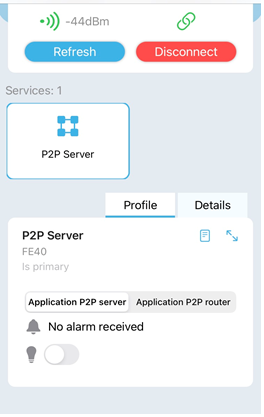 -44dBm
Refresh Disconnect
Services: 1
P2P Server
Profile Details
P2P Server
FE40
Is primary
Application P2P server Application P2P router
No alarm received